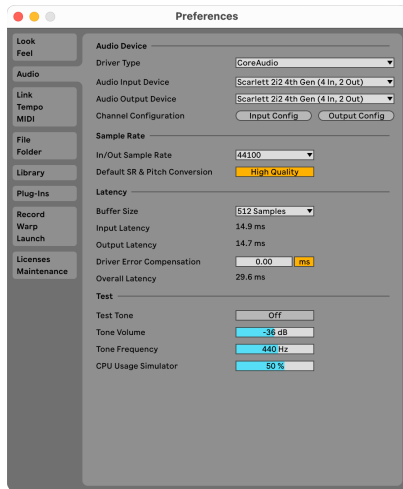 Preferences
Look
Feel
Audio
Link
Tempo
MIDI
File
Folder
Library
Plug-Ins
Record
Warp
Launch
Licenses
Maintenance
Audio Device
Driver Type CoreAudio
Audio Input Device Scarlett 2i2 4th Gen (4 In, 2 Out)
Audio Output Device Scarlett 2i2 4th Gen (4 In, 2 Out)
Channel Configuration Input Config Output Config
Sample Rate
In/Out Sample Rate 44100
Default SR & Pitch Conversion High Quality
Latency
Buffer Size 512 Samples
Input Latency 14.9 ms
Output Latency 14.7 ms
Driver Error Compensation 0.00 ms
Overall Latency 29.6 ms
Test
Test Tone Off
Tone Volume -36 dB
Tone Frequency 440 Hz
CPU Usage Simulator 50 %